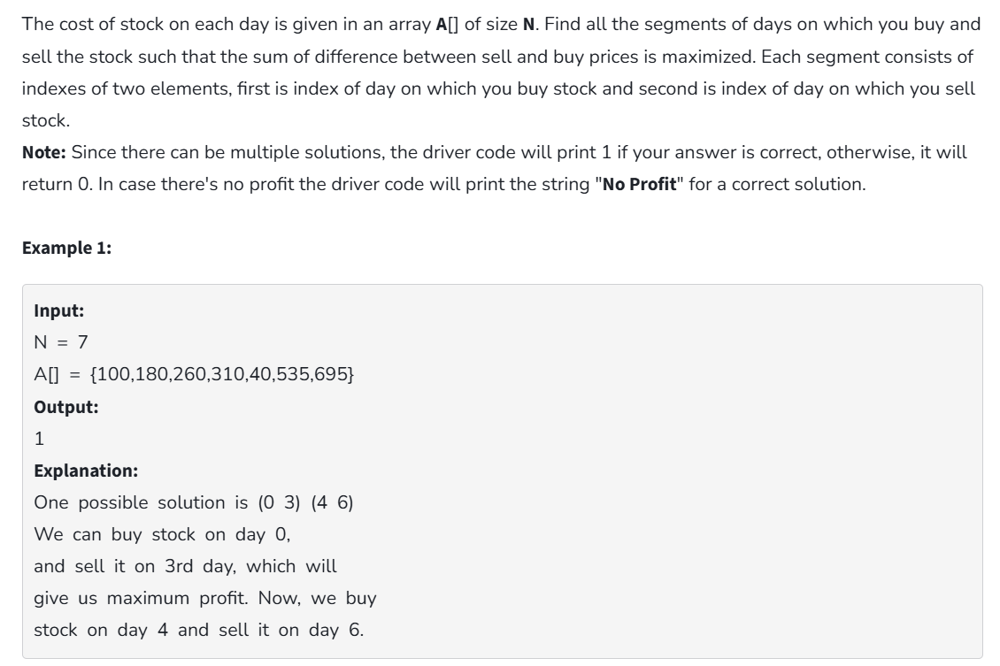 The cost of stock on each day is given in an array A[] of size N. Find all the segments of days on which you buy and
sell the stock such that the sum of difference between sell and buy prices is maximized. Each segment consists of
indexes of two elements, first is index of day on which you buy stock and second is index of day on which you sell
stock.
Note: Since there can be multiple solutions, the driver code will print 1 if your answer is correct, otherwise, it will
return 0. In case there's no profit the driver code will print the string "No Profit" for a correct solution.
Example 1:
Input:
N = 7
A[] = {100,180,260,310,40,535,695}
Output:
1
Explanation:
One possible solution is (0 3) (4 6)
We can buy stock on day 0,
and sell it on 3rd day, which will
give us maximum profit. Now, we buy
stock on day 4 and sell it on day 6.